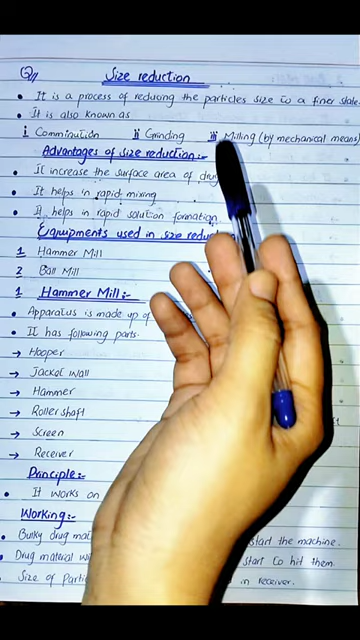 Q//
Size reduction
• It is a process of reducing the particles size to a finer state
• It is also known as
i Comminution ii Grinding iii Milling (by mechanical means)
Advantages of size reduction:-
• It increase the surface area of drug
• It helps in rapid mixing
• It helps in rapid solution formation
Equipments used in size
1 Hammer Mill
2 Ball Mill
1 Hammer Mill:-
• Apparatus is made up of
• It has following parts.
→ Hooper
→ Jacket wall
→ Hammer
→ Roller shaft
→ Screen
→ Receiver
Principle:-
• It works on
Working:-
• Bulky drug start the machine.
• Drug material start to hit them.
• Size of in receiver.